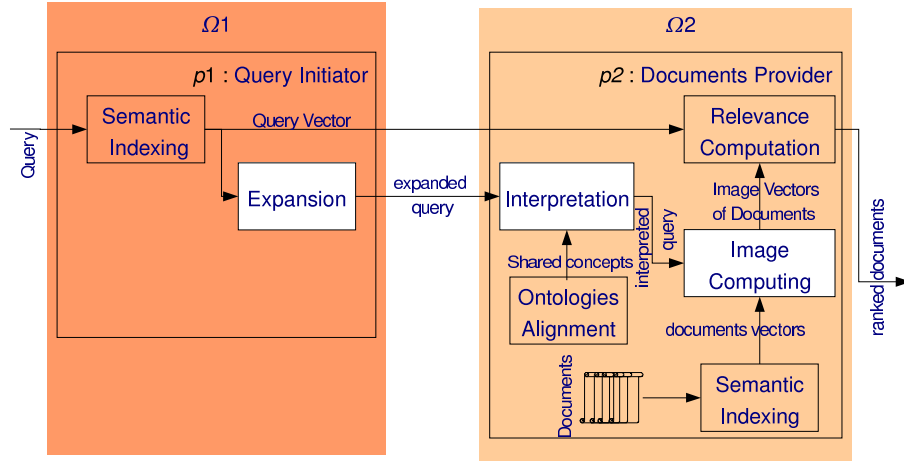 Ω1
Ω2
p1 : Query Initiator
p2 : Documents Provider
Query
Semantic
Indexing
Query Vector
Relevance
Computation
Expansion
expanded
query
Interpretation
interpreted
query
Image Vectors
of Documents
Image
Computing
Shared concepts
Ontologies
Alignment
documents vectors
ranked documents
Documents
Semantic
Indexing